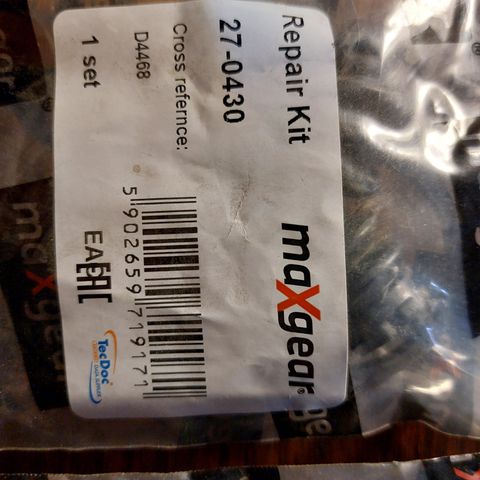 Repair Kit
27-0430
Cross refernce:
D4468
1 set
maxgear
5 902659 719171
EAC
TecDoc